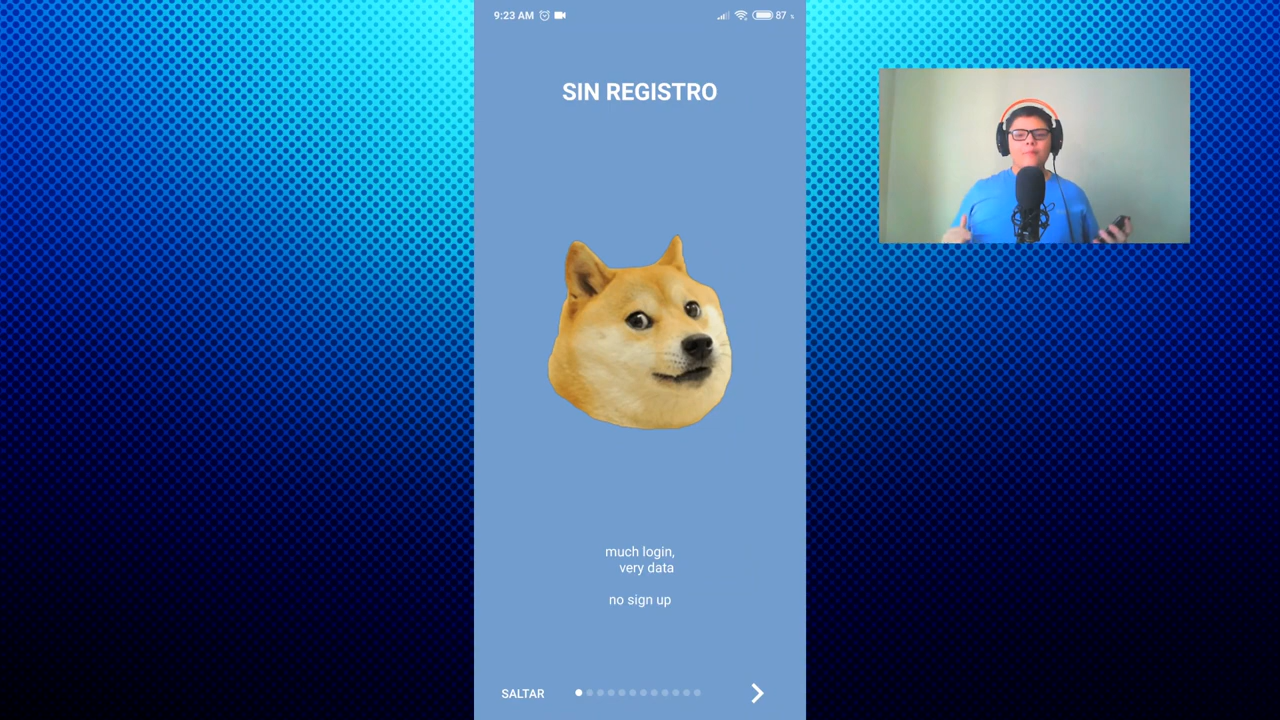 9:23 AM
87
SIN REGISTRO
much login,
very data
no sign up
SALTAR